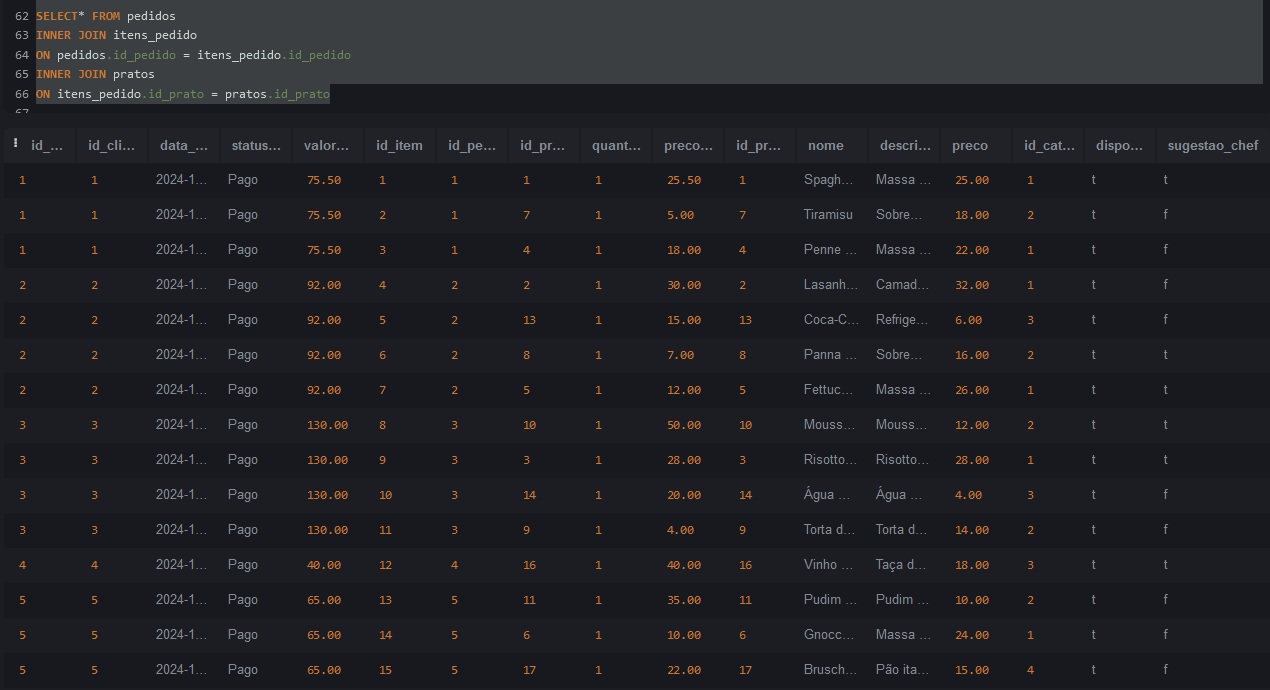 62 SELECT* FROM pedidos
63 INNER JOIN itens_pedido
64 ON pedidos.id_pedido = itens_pedido.id_pedido
65 INNER JOIN pratos
66 ON itens_pedido.id_prato = pratos.id_prato
67
id_... id_cli... data_... status... valor... id_item id_pe... id_pr... quant... preco... id_pr... nome descri... preco id_cat... dispo... sugestao_chef
1 1 2024-1... Pago 75.50 1 1 1 1 25.50 1 Spagh... Massa ... 25.00 1 t t
1 1 2024-1... Pago 75.50 2 1 7 1 5.00 7 Tiramisu Sobre... 18.00 2 t f
1 1 2024-1... Pago 75.50 3 1 4 1 18.00 4 Penne ... Massa ... 22.00 1 t f
2 2 2024-1... Pago 92.00 4 2 2 1 30.00 2 Lasanh... Camad... 32.00 1 t f
2 2 2024-1... Pago 92.00 5 2 13 1 15.00 13 Coca-C... Refrige... 6.00 3 t f
2 2 2024-1... Pago 92.00 6 2 8 1 7.00 8 Panna ... Sobre... 16.00 2 t t
2 2 2024-1... Pago 92.00 7 2 5 1 12.00 5 Fettuc... Massa ... 26.00 1 t t
3 3 2024-1... Pago 130.00 8 3 10 1 50.00 10 Mouss... Mouss... 12.00 2 t t
3 3 2024-1... Pago 130.00 9 3 3 1 28.00 3 Risotto... Risotto... 28.00 1 t t
3 3 2024-1... Pago 130.00 10 3 14 1 20.00 14 Água ... Água ... 4.00 3 t f
3 3 2024-1... Pago 130.00 11 3 9 1 4.00 9 Torta d... Torta d... 14.00 2 t f
4 4 2024-1... Pago 40.00 12 4 16 1 40.00 16 Vinho ... Taça d... 18.00 3 t t
5 5 2024-1... Pago 65.00 13 5 11 1 35.00 11 Pudim ... Pudim ... 10.00 2 t f
5 5 2024-1... Pago 65.00 14 5 6 1 10.00 6 Gnocc... Massa ... 24.00 1 t f
5 5 2024-1... Pago 65.00 15 5 17 1 22.00 17 Brusch... Pão ita... 15.00 4 t f